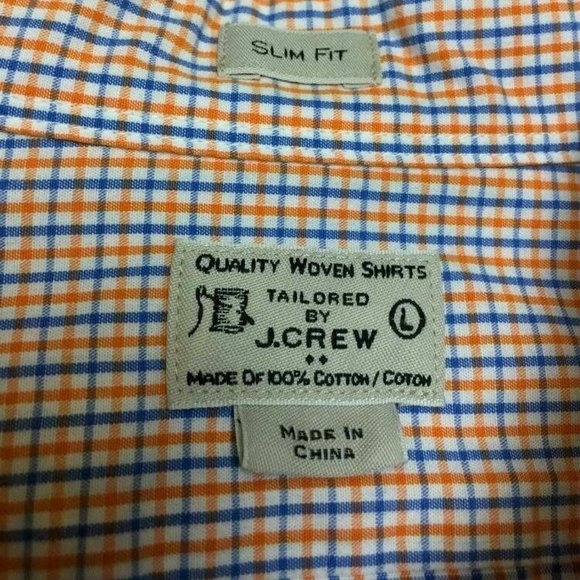 SLIM FIT
QUALITY WOVEN SHIRTS
TAILORED
BY
L
J.CREW
MADE OF 100% COTTON / COTON
MADE IN
CHINA